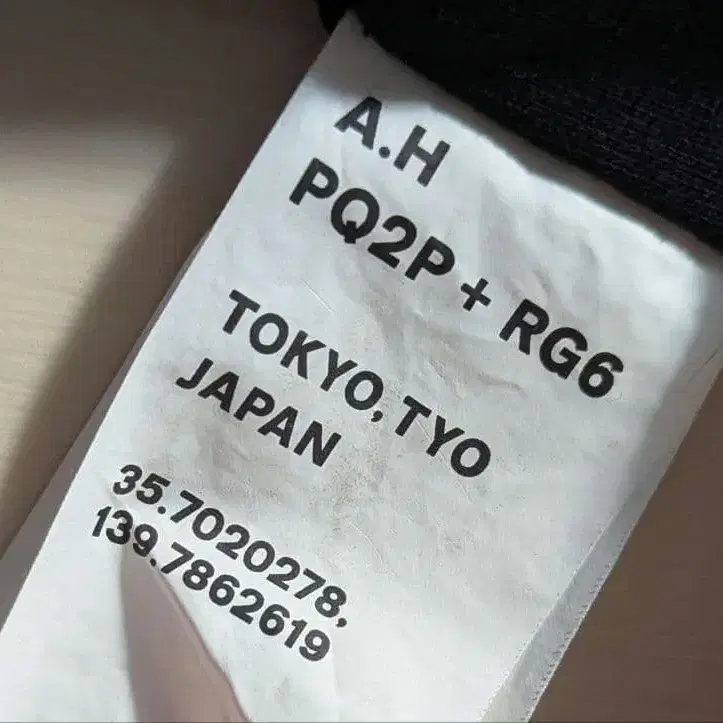 A.H
PQ2P + RG6
TOKYO, TYO
JAPAN
35.7020278,
139.7862619